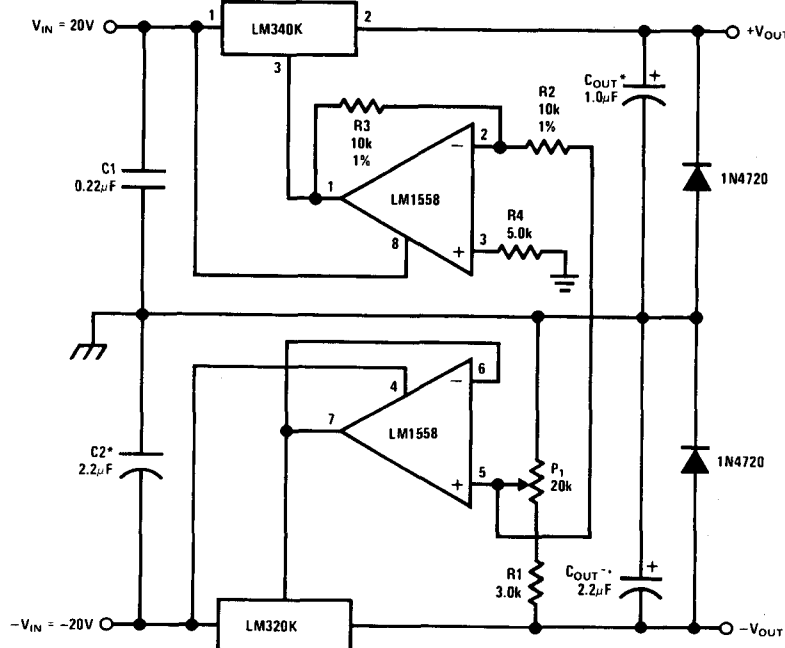 V_IN = 20V
1
LM340K
2
+V_OUT
3
C_OUT*
1.0μF
+
R2
10k
1%
R3
10k
1%
2
−
C1
0.22μF
1
LM1558
1N4720
R4
5.0k
8
+
3
4
−
6
7
LM1558
C2*
2.2μF
+
5
P₁
20k
1N4720
R1
3.0k
C_OUT−*
2.2μF
+
−V_IN = −20V
LM320K
−V_OUT